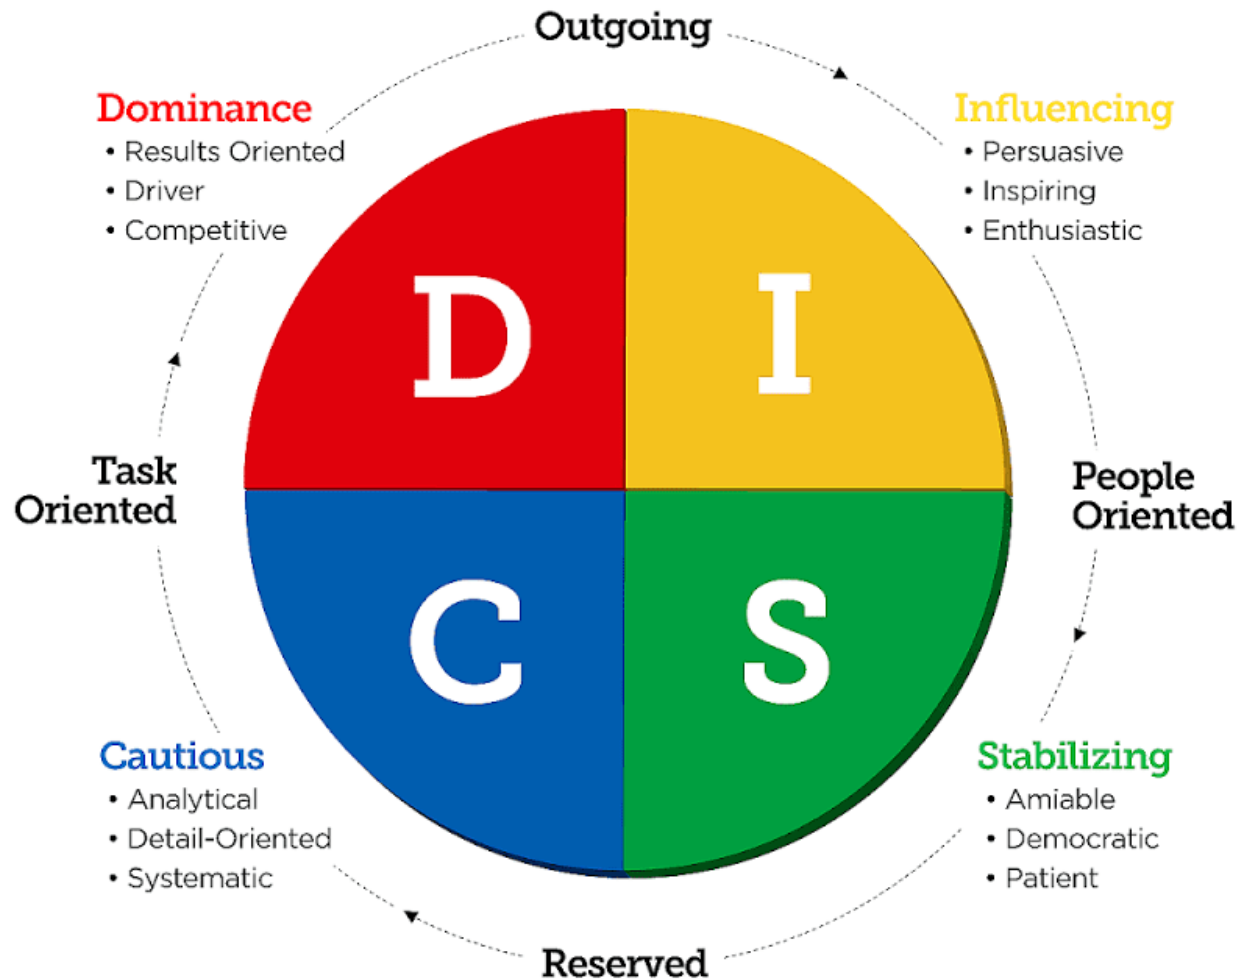 Outgoing
Dominance
• Results Oriented
• Driver
• Competitive
Influencing
• Persuasive
• Inspiring
• Enthusiastic
D
I
Task
Oriented
People
Oriented
C
S
Cautious
• Analytical
• Detail-Oriented
• Systematic
Stabilizing
• Amiable
• Democratic
• Patient
Reserved